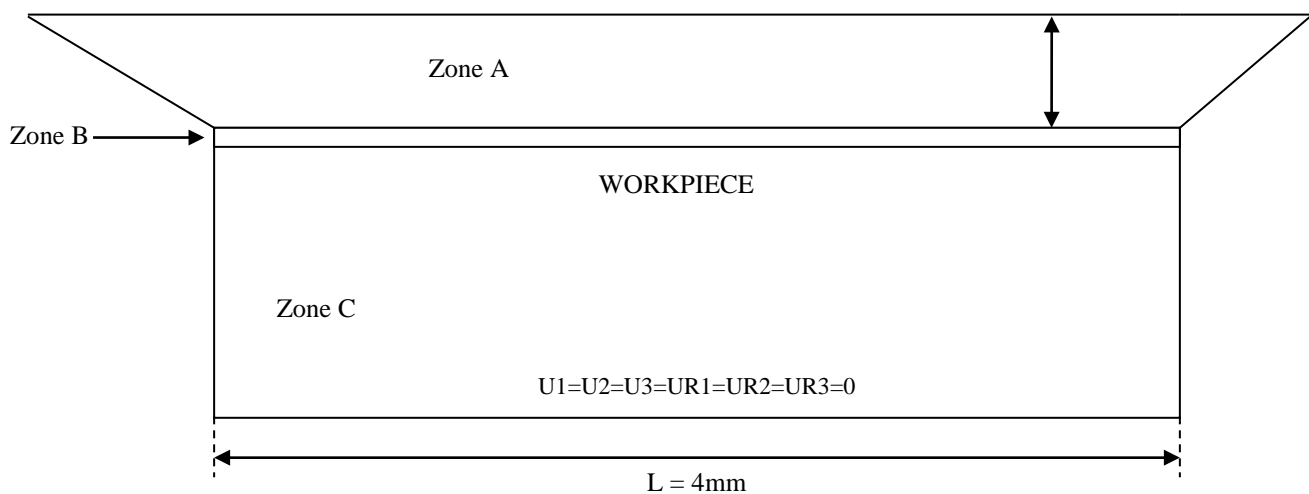 Zone A
Zone B
WORKPIECE
Zone C
U1=U2=U3=UR1=UR2=UR3=0
L = 4mm